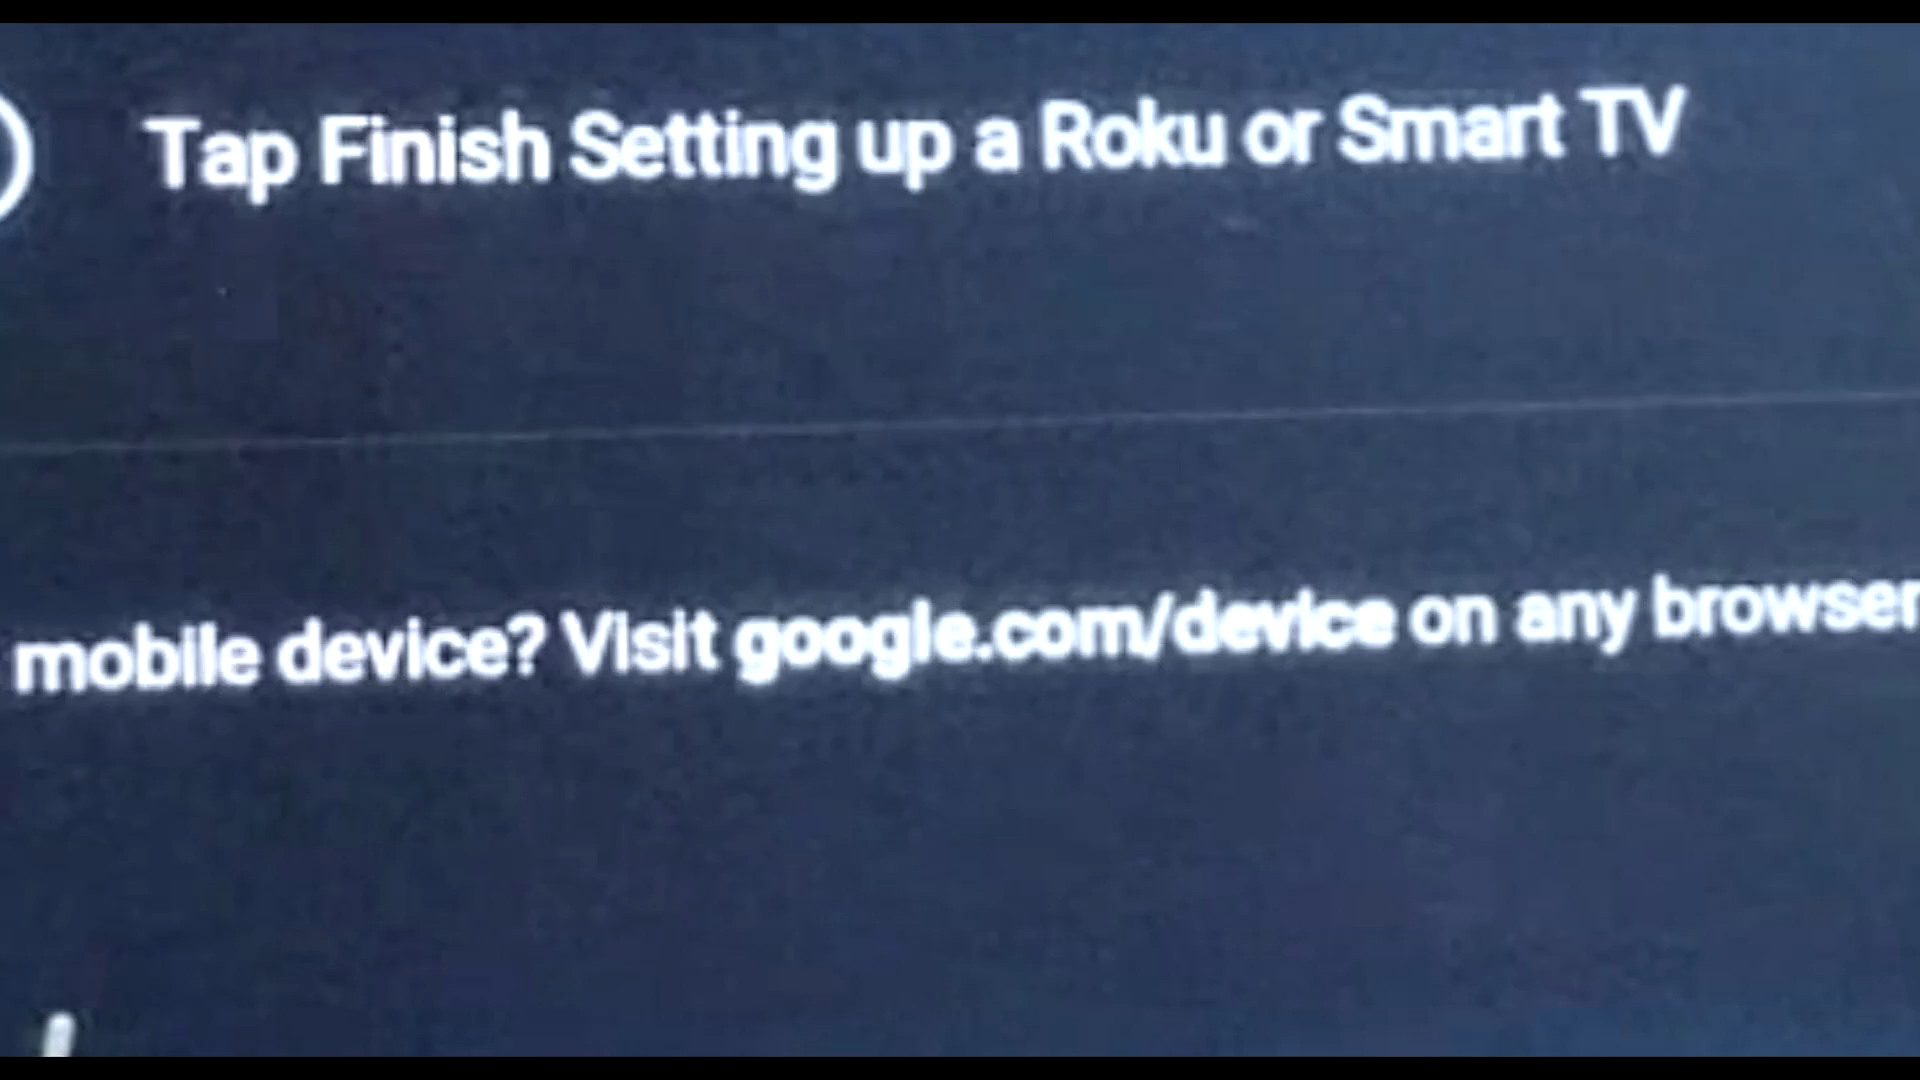 Tap Finish Setting up a Roku or Smart TV
mobile device? Visit google.com/device on any browser